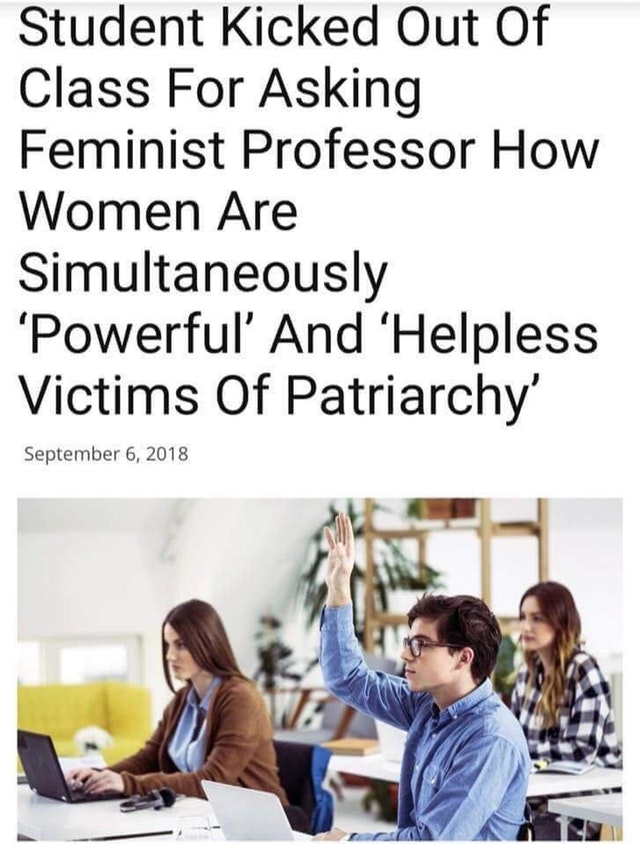 Student Kicked Out Of
Class For Asking
Feminist Professor How
Women Are
Simultaneously
‘Powerful’ And ‘Helpless
Victims Of Patriarchy’
September 6, 2018